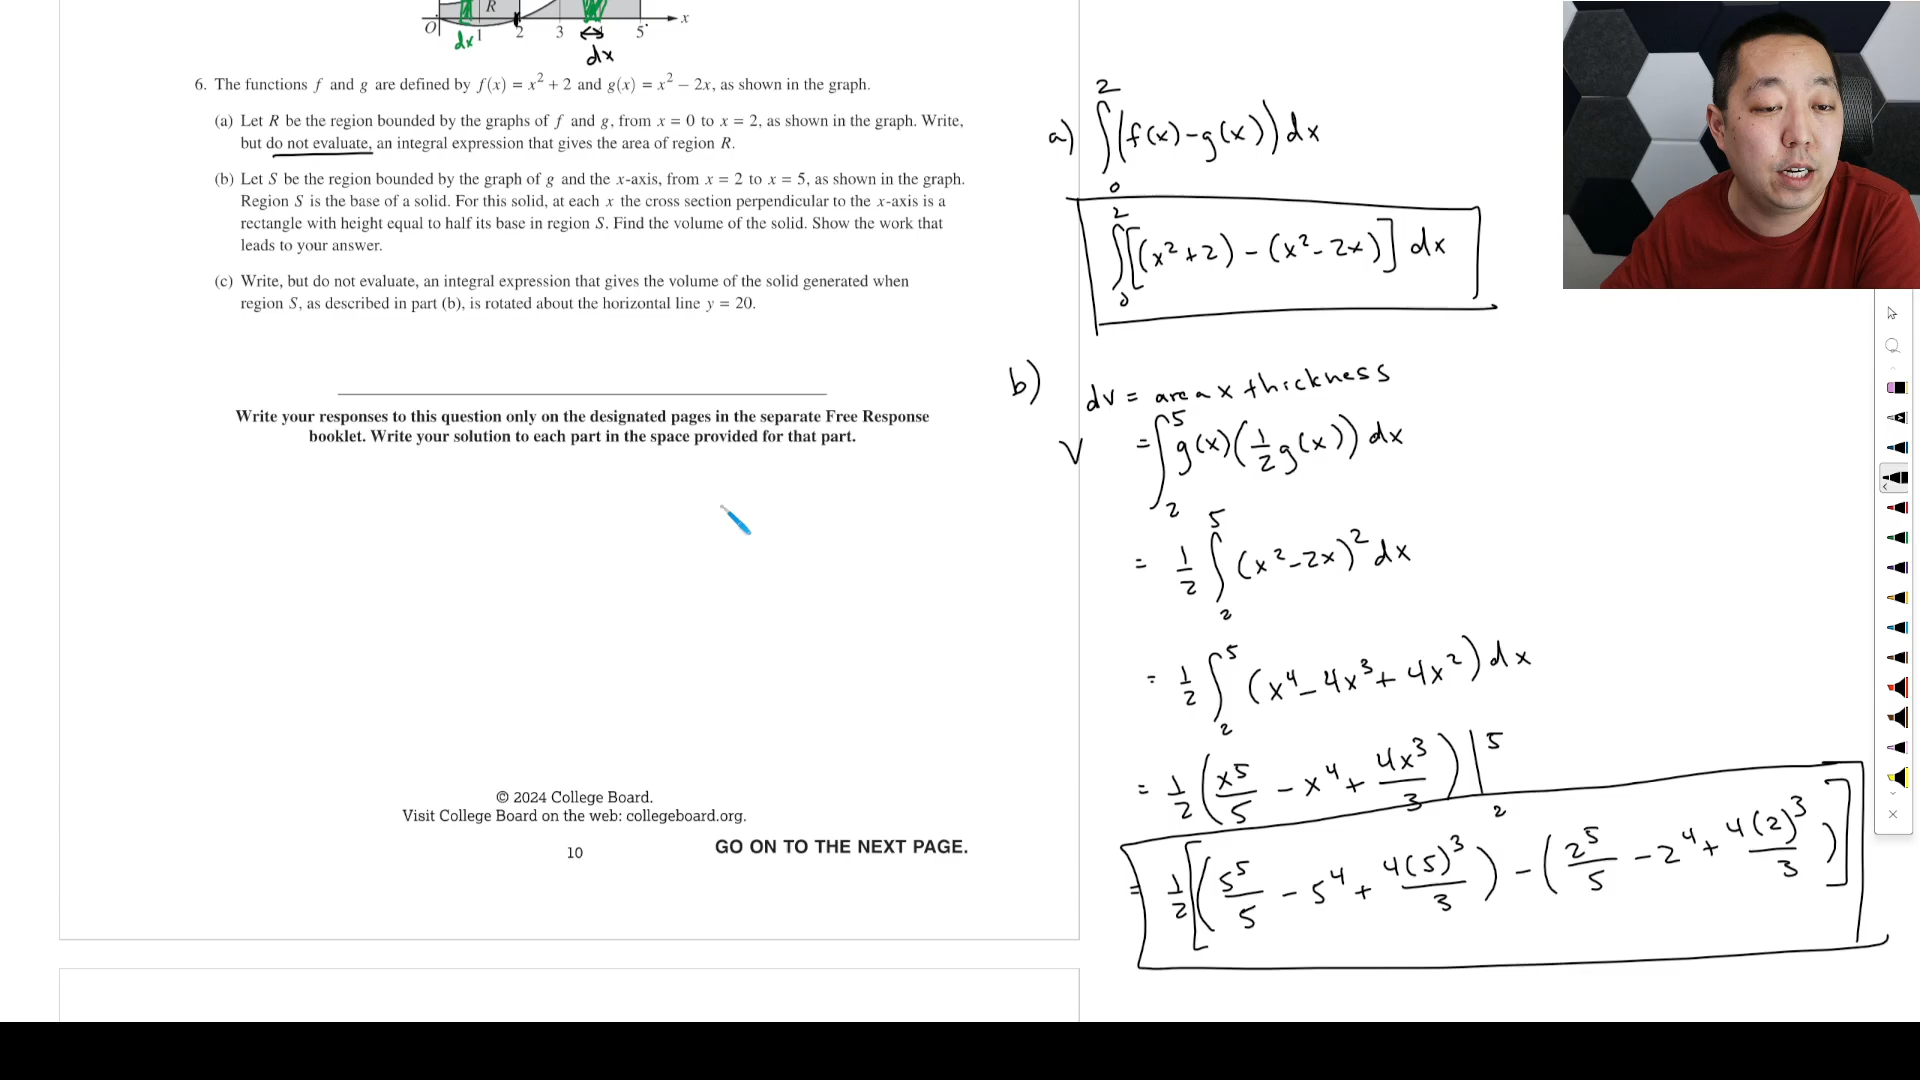 R
O 1 2 3 5 x
dx
dx
6. The functions f and g are defined by f(x) = x² + 2 and g(x) = x² − 2x, as shown in the graph.
(a) Let R be the region bounded by the graphs of f and g, from x = 0 to x = 2, as shown in the graph. Write,
but do not evaluate, an integral expression that gives the area of region R.
(b) Let S be the region bounded by the graph of g and the x-axis, from x = 2 to x = 5, as shown in the graph.
Region S is the base of a solid. For this solid, at each x the cross section perpendicular to the x-axis is a
rectangle with height equal to half its base in region S. Find the volume of the solid. Show the work that
leads to your answer.
(c) Write, but do not evaluate, an integral expression that gives the volume of the solid generated when
region S, as described in part (b), is rotated about the horizontal line y = 20.
Write your responses to this question only on the designated pages in the separate Free Response
booklet. Write your solution to each part in the space provided for that part.
© 2024 College Board.
Visit College Board on the web: collegeboard.org.
GO ON TO THE NEXT PAGE.
10
a) ∫₀² (f(x)-g(x)) dx
∫₀² [(x²+2) - (x²-2x)] dx
b) dv = area x thickness
V = ∫₂⁵ g(x)(1/2 g(x)) dx
= 1/2 ∫₂⁵ (x²-2x)² dx
= 1/2 ∫₂⁵ (x⁴-4x³+4x²) dx
= 1/2 (x⁵/5 - x⁴ + 4x³/3) |₂⁵
= 1/2 [(5⁵/5 - 5⁴ + 4(5)³/3) - (2⁵/5 - 2⁴ + 4(2)³/3)]